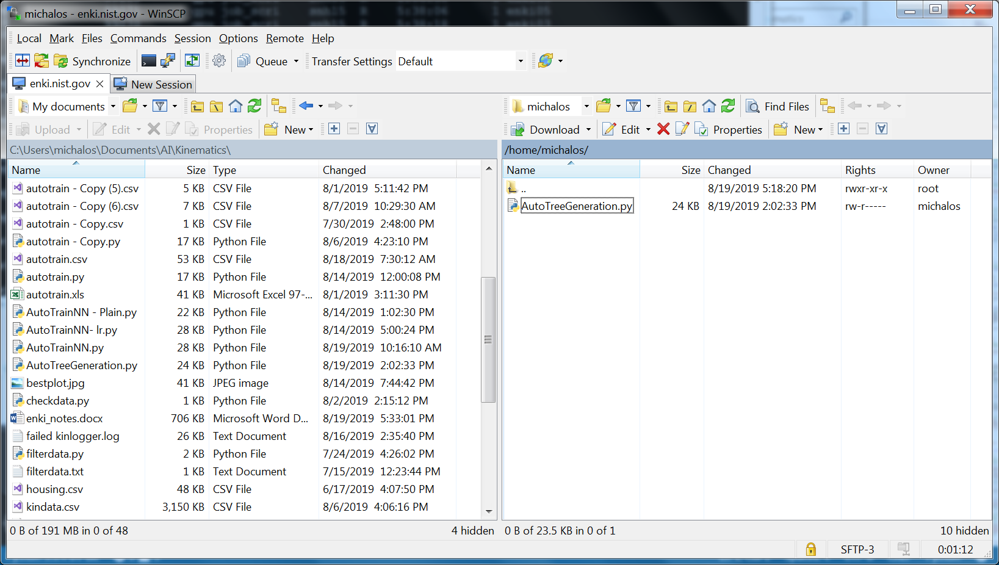 michalos - enki.nist.gov - WinSCP
Local Mark Files Commands Session Options Remote Help
Synchronize Queue Transfer Settings Default
enki.nist.gov New Session
My documents
Upload Edit Properties New
C:\Users\michalos\Documents\AI\Kinematics\
Name Size Type Changed
autotrain - Copy (5).csv 5 KB CSV File 8/1/2019 5:11:42 PM
autotrain - Copy (6).csv 7 KB CSV File 8/7/2019 10:29:30 AM
autotrain - Copy.csv 1 KB CSV File 7/30/2019 2:48:00 PM
autotrain - Copy.py 17 KB Python File 8/6/2019 4:23:10 PM
autotrain.csv 53 KB CSV File 8/18/2019 7:30:12 AM
autotrain.py 17 KB Python File 8/14/2019 12:00:08 PM
autotrain.xls 41 KB Microsoft Excel 97-... 8/1/2019 3:11:30 PM
AutoTrainNN - Plain.py 22 KB Python File 8/14/2019 1:02:30 PM
AutoTrainNN- lr.py 28 KB Python File 8/14/2019 5:00:24 PM
AutoTrainNN.py 28 KB Python File 8/19/2019 10:16:10 AM
AutoTreeGeneration.py 24 KB Python File 8/19/2019 2:02:33 PM
bestplot.jpg 41 KB JPEG image 8/14/2019 7:44:42 PM
checkdata.py 1 KB Python File 8/2/2019 2:15:12 PM
enki_notes.docx 706 KB Microsoft Word D... 8/19/2019 5:33:01 PM
failed kinlogger.log 26 KB Text Document 8/16/2019 2:35:40 PM
filterdata.py 2 KB Python File 7/24/2019 4:26:02 PM
filterdata.txt 1 KB Text Document 7/15/2019 12:23:44 PM
housing.csv 48 KB CSV File 6/17/2019 4:07:50 PM
kindata.csv 3,150 KB CSV File 8/6/2019 4:06:16 PM
0 B of 191 MB in 0 of 48 4 hidden
michalos Find Files
Download Edit Properties New
/home/michalos/
Name Size Changed Rights Owner
.. 8/19/2019 5:18:20 PM rwxr-xr-x root
AutoTreeGeneration.py 24 KB 8/19/2019 2:02:33 PM rw-r----- michalos
0 B of 23.5 KB in 0 of 1 10 hidden
SFTP-3 0:01:12